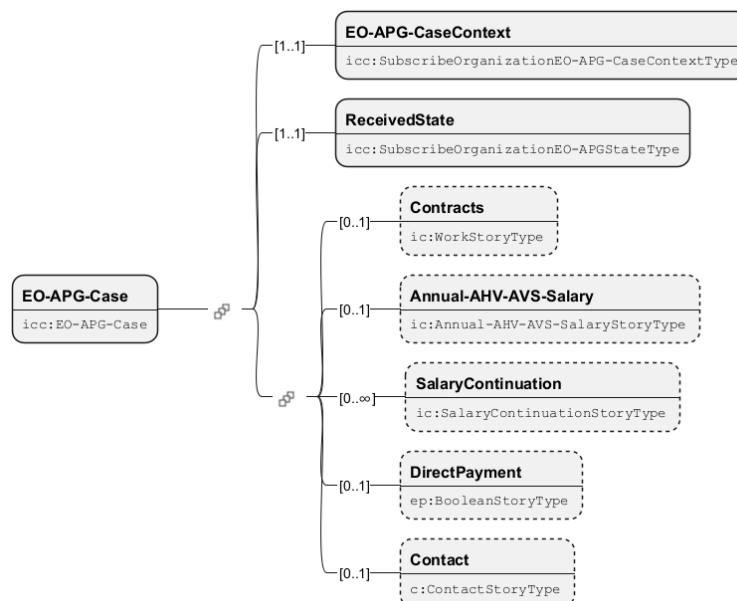 EO-APG-CaseContext
[1..1]
icc:SubscribeOrganizationEO-APG-CaseContextType
ReceivedState
[1..1]
icc:SubscribeOrganizationEO-APGStateType
Contracts
[0..1]
ic:WorkStoryType
EO-APG-Case
icc:EO-APG-Case
Annual-AHV-AVS-Salary
[0..1]
ic:Annual-AHV-AVS-SalaryStoryType
SalaryContinuation
[0..∞]
ic:SalaryContinuationStoryType
DirectPayment
[0..1]
ep:BooleanStoryType
Contact
[0..1]
c:ContactStoryType